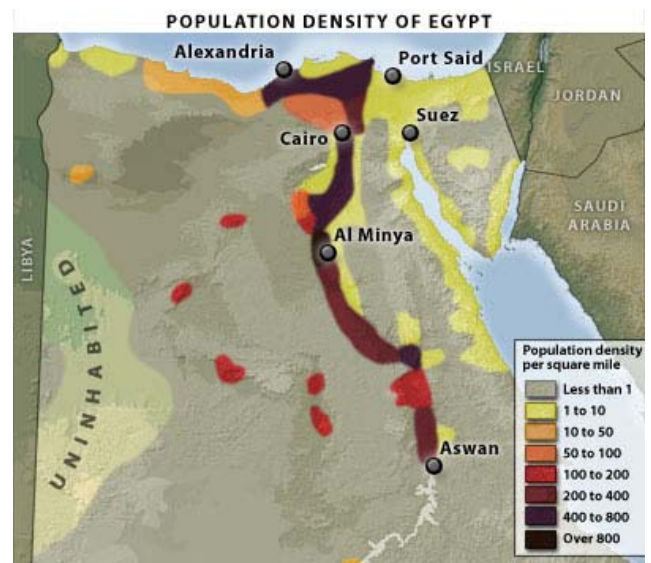 POPULATION DENSITY OF EGYPT
Alexandria
Port Said
ISRAEL
JORDAN
Cairo
Suez
SAUDI
ARABIA
LIBYA
Al Minya
UNINHABITED
Aswan
Population density
per square mile
Less than 1
1 to 10
10 to 50
50 to 100
100 to 200
200 to 400
400 to 800
Over 800